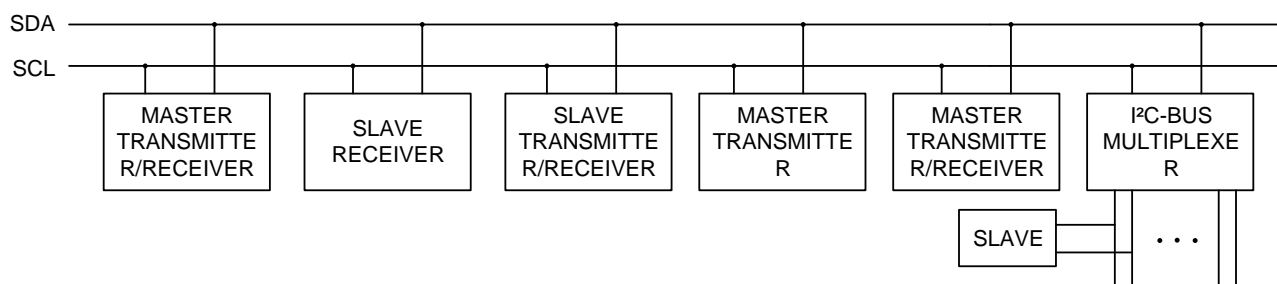 SDA
SCL
MASTER
TRANSMITTE
R/RECEIVER
SLAVE
RECEIVER
SLAVE
TRANSMITTE
R/RECEIVER
MASTER
TRANSMITTE
R
MASTER
TRANSMITTE
R/RECEIVER
I²C-BUS
MULTIPLEXE
R
SLAVE
. . .